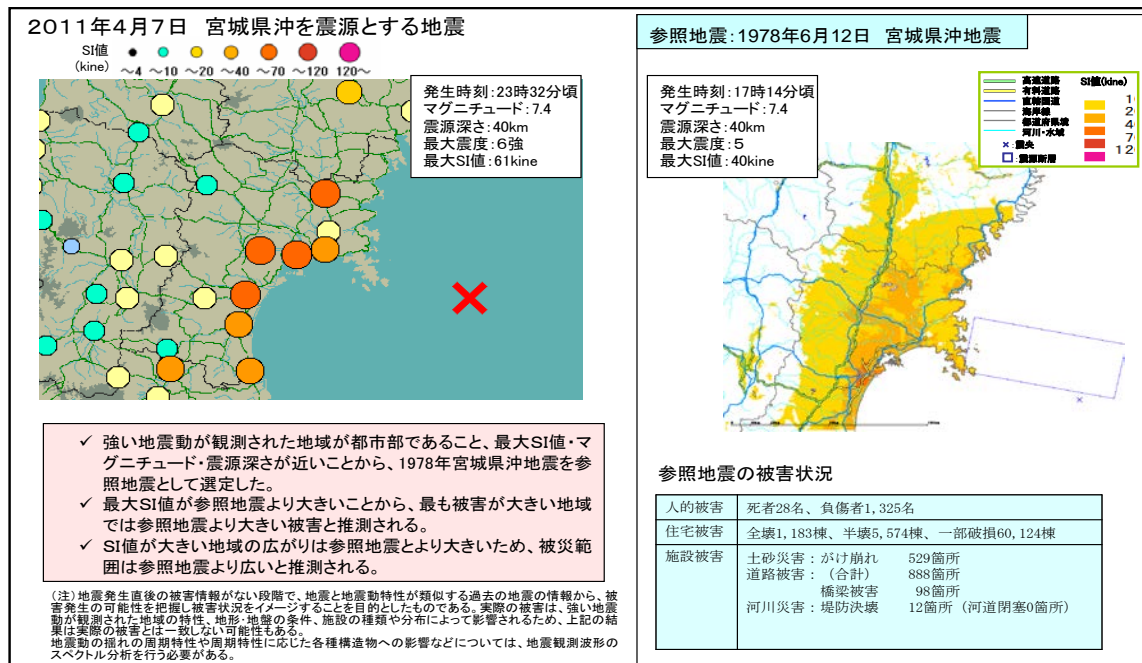 2011年4月7日　宮城県沖を震源とする地震
SI値
(kine)
～4　～10　～20　～40　～70　～120　120～
発生時刻:23時32分頃
マグニチュード:7.4
震源深さ:40km
最大震度:6強
最大SI値:61kine
✓ 強い地震動が観測された地域が都市部であること、最大SI値・マ
グニチュード・震源深さが近いことから、1978年宮城県沖地震を参
照地震として選定した。
✓ 最大SI値が参照地震より大きいことから、最も被害が大きい地域
では参照地震より大きい被害と推測される。
✓ SI値が大きい地域の広がりは参照地震とより大きいため、被災範
囲は参照地震より広いと推測される。
(注)地震発生直後の被害情報がない段階で、地震と地震動特性が類似する過去の地震の情報から、被
害発生の可能性を把握し被害状況をイメージすることを目的としたものである。実際の被害は、強い地震
動が観測された地域の特性、地形・地盤の条件、施設の種類や分布によって影響されるため、上記の結
果は実際の被害とは一致しない可能性もある。
地震動の揺れの周期特性や周期特性に応じた各種構造物への影響などについては、地震観測波形の
スペクトル分析を行う必要がある。
参照地震:1978年6月12日　宮城県沖地震
発生時刻:17時14分頃
マグニチュード:7.4
震源深さ:40km
最大震度:5
最大SI値:40kine
高速道路
有料道路
直轄国道
海岸線
都道府県境
河川・水域
×:震央
:震源断層
SI値(kine)
1
2
4
7
12
参照地震の被害状況
人的被害　死者28名、負傷者1,325名
住宅被害　全壊1,183棟、半壊5,574棟、一部破損60,124棟
施設被害　土砂災害:がけ崩れ　529箇所
道路被害:(合計)　888箇所
橋梁被害　98箇所
河川災害:堤防決壊　12箇所(河道閉塞0箇所)